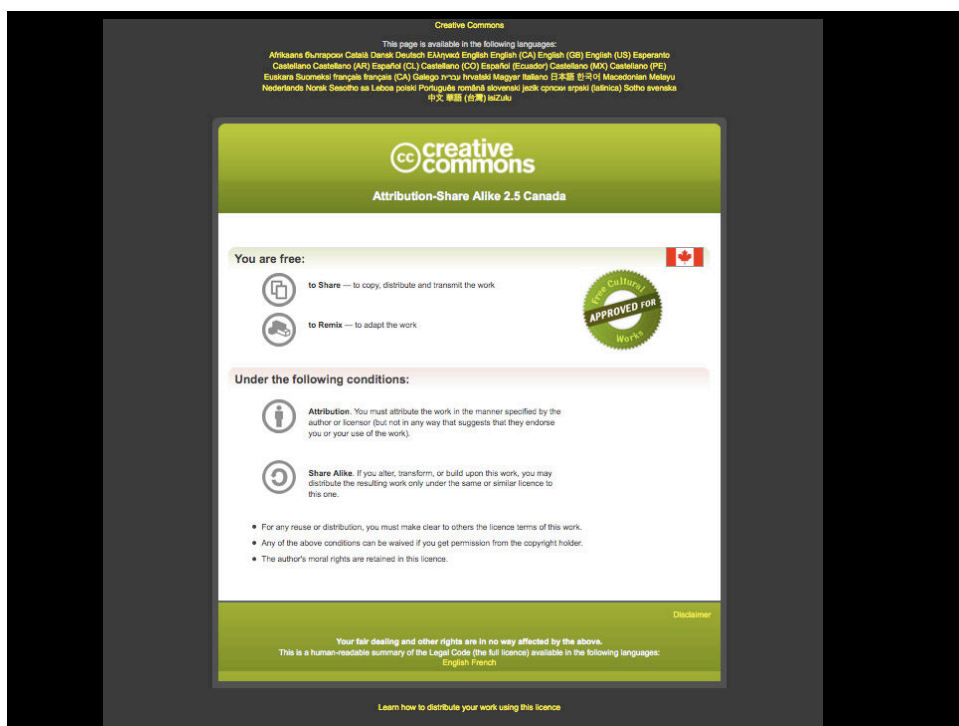 Creative Commons
This page is available in the following languages:
Afrikaans български Català Dansk Deutsch Ελληνικά English English (CA) English (GB) English (US) Esperanto
Castellano Castellano (AR) Español (CL) Castellano (CO) Español (Ecuador) Castellano (MX) Castellano (PE)
Euskara Suomeksi français français (CA) Galego עברית hrvatski Magyar Italiano 日本語 한국어 Macedonian Melayu
Nederlands Norsk Sesotho sa Leboa polski Português română slovenski jezik српски srpski (latinica) Sotho svenska
中文 華語 (台灣) isiZulu
cc creative
commons
Attribution-Share Alike 2.5 Canada
You are free:
to Share — to copy, distribute and transmit the work
to Remix — to adapt the work
Free Cultural
APPROVED FOR
Works
Under the following conditions:
Attribution. You must attribute the work in the manner specified by the
author or licensor (but not in any way that suggests that they endorse
you or your use of the work).
Share Alike. If you alter, transform, or build upon this work, you may
distribute the resulting work only under the same or similar licence to
this one.
• For any reuse or distribution, you must make clear to others the licence terms of this work.
• Any of the above conditions can be waived if you get permission from the copyright holder.
• The author's moral rights are retained in this licence.
Disclaimer
Your fair dealing and other rights are in no way affected by the above.
This is a human-readable summary of the Legal Code (the full licence) available in the following languages:
English French
Learn how to distribute your work using this licence